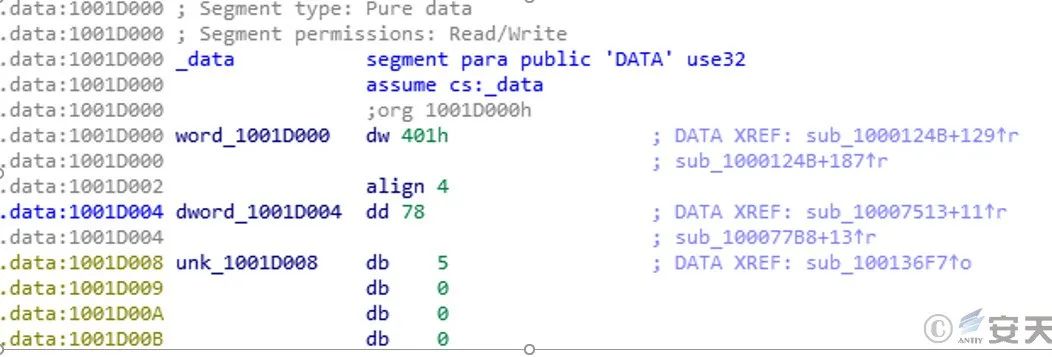 .data:1001D000 ; Segment type: Pure data
.data:1001D000 ; Segment permissions: Read/Write
.data:1001D000 _data segment para public 'DATA' use32
.data:1001D000 assume cs:_data
.data:1001D000 ;org 1001D000h
.data:1001D000 word_1001D000 dw 401h ; DATA XREF: sub_1000124B+129↑r
.data:1001D000 ; sub_1000124B+187↑r
.data:1001D002 align 4
.data:1001D004 dword_1001D004 dd 78 ; DATA XREF: sub_10007513+11↑r
.data:1001D004 ; sub_100077B8+13↑r
.data:1001D008 unk_1001D008 db 5 ; DATA XREF: sub_100136F7↑o
.data:1001D009 db 0
.data:1001D00A db 0
.data:1001D00B db 0
© ANTIY 安天